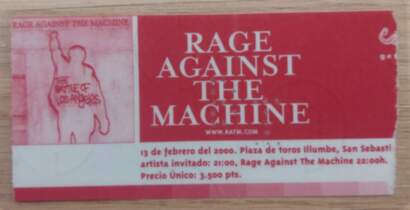 RAGE AGAINST THE MACHINE
THE
BATTLE OF
LOS ANGELES
RAGE
AGAINST
THE
MACHINE
WWW.RATM.COM
13 de febrero del 2000. Plaza de toros Illumbe, San Sebasti
artista invitado: 21:00, Rage Against The Machine 22:00h.
Precio Único: 3.500 pts.